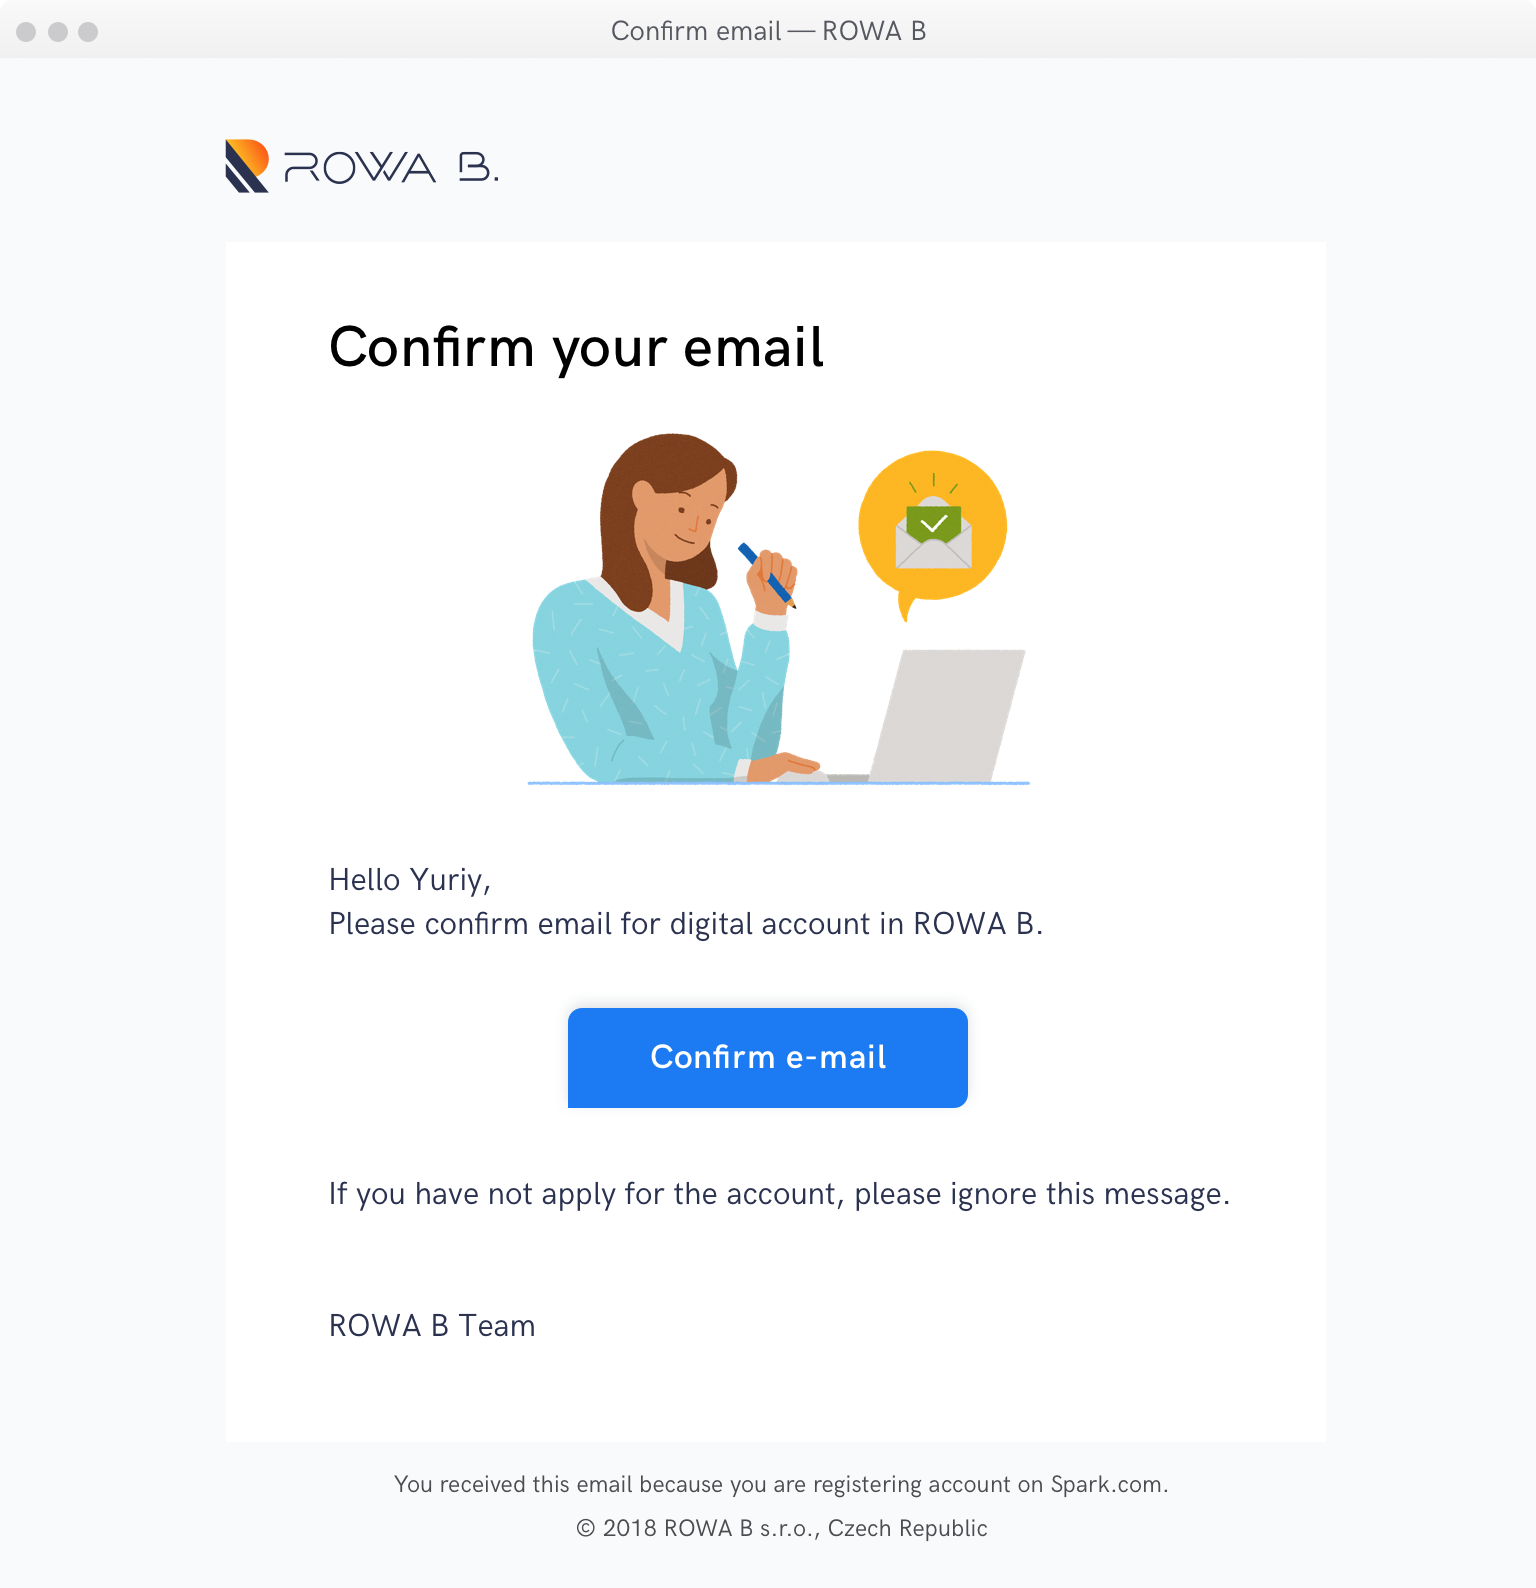 Confirm email — ROWA B
ROWA B.
Confirm your email
Hello Yuriy,
Please confirm email for digital account in ROWA B.
Confirm e-mail
If you have not apply for the account, please ignore this message.
ROWA B Team
You received this email because you are registering account on Spark.com.
© 2018 ROWA B s.r.o., Czech Republic